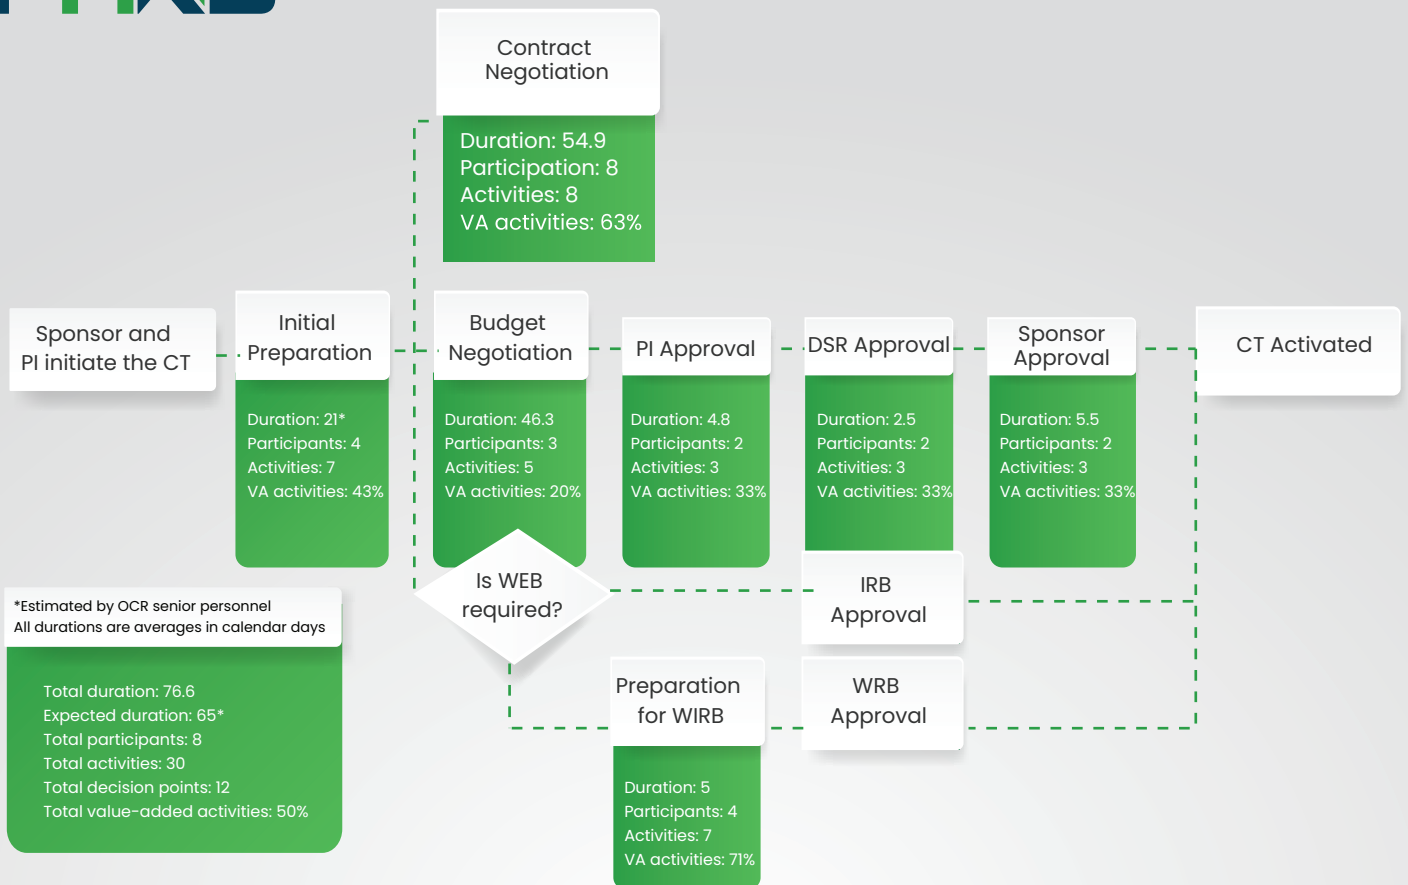 Contract
Negotiation
Duration: 54.9
Participation: 8
Activities: 8
VA activities: 63%
Sponsor and
PI initiate the CT
Initial
Preparation
Duration: 21*
Participants: 4
Activities: 7
VA activities: 43%
Budget
Negotiation
Duration: 46.3
Participants: 3
Activities: 5
VA activities: 20%
PI Approval
Duration: 4.8
Participants: 2
Activities: 3
VA activities: 33%
DSR Approval
Duration: 2.5
Participants: 2
Activities: 3
VA activities: 33%
Sponsor
Approval
Duration: 5.5
Participants: 2
Activities: 3
VA activities: 33%
CT Activated
Is WEB
required?
IRB
Approval
Preparation
for WIRB
Duration: 5
Participants: 4
Activities: 7
VA activities: 71%
WRB
Approval
*Estimated by OCR senior personnel
All durations are averages in calendar days
Total duration: 76.6
Expected duration: 65*
Total participants: 8
Total activities: 30
Total decision points: 12
Total value-added activities: 50%